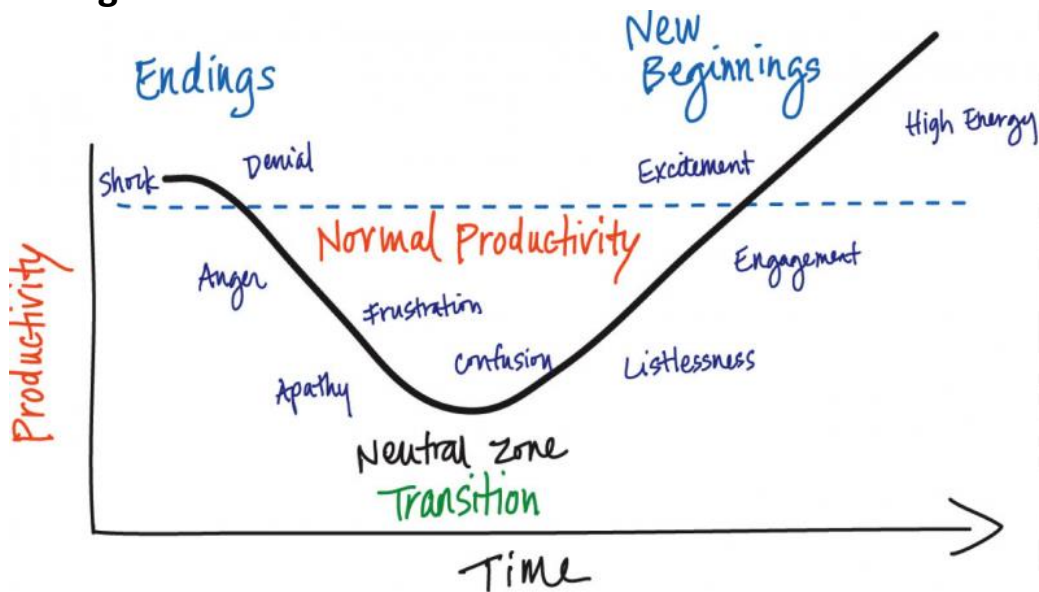 Endings
New
Beginnings
High Energy
Shock
Denial
Excitement
Normal Productivity
Engagement
Anger
Frustration
Confusion
Listlessness
Apathy
Productivity
Neutral Zone
Transition
Time